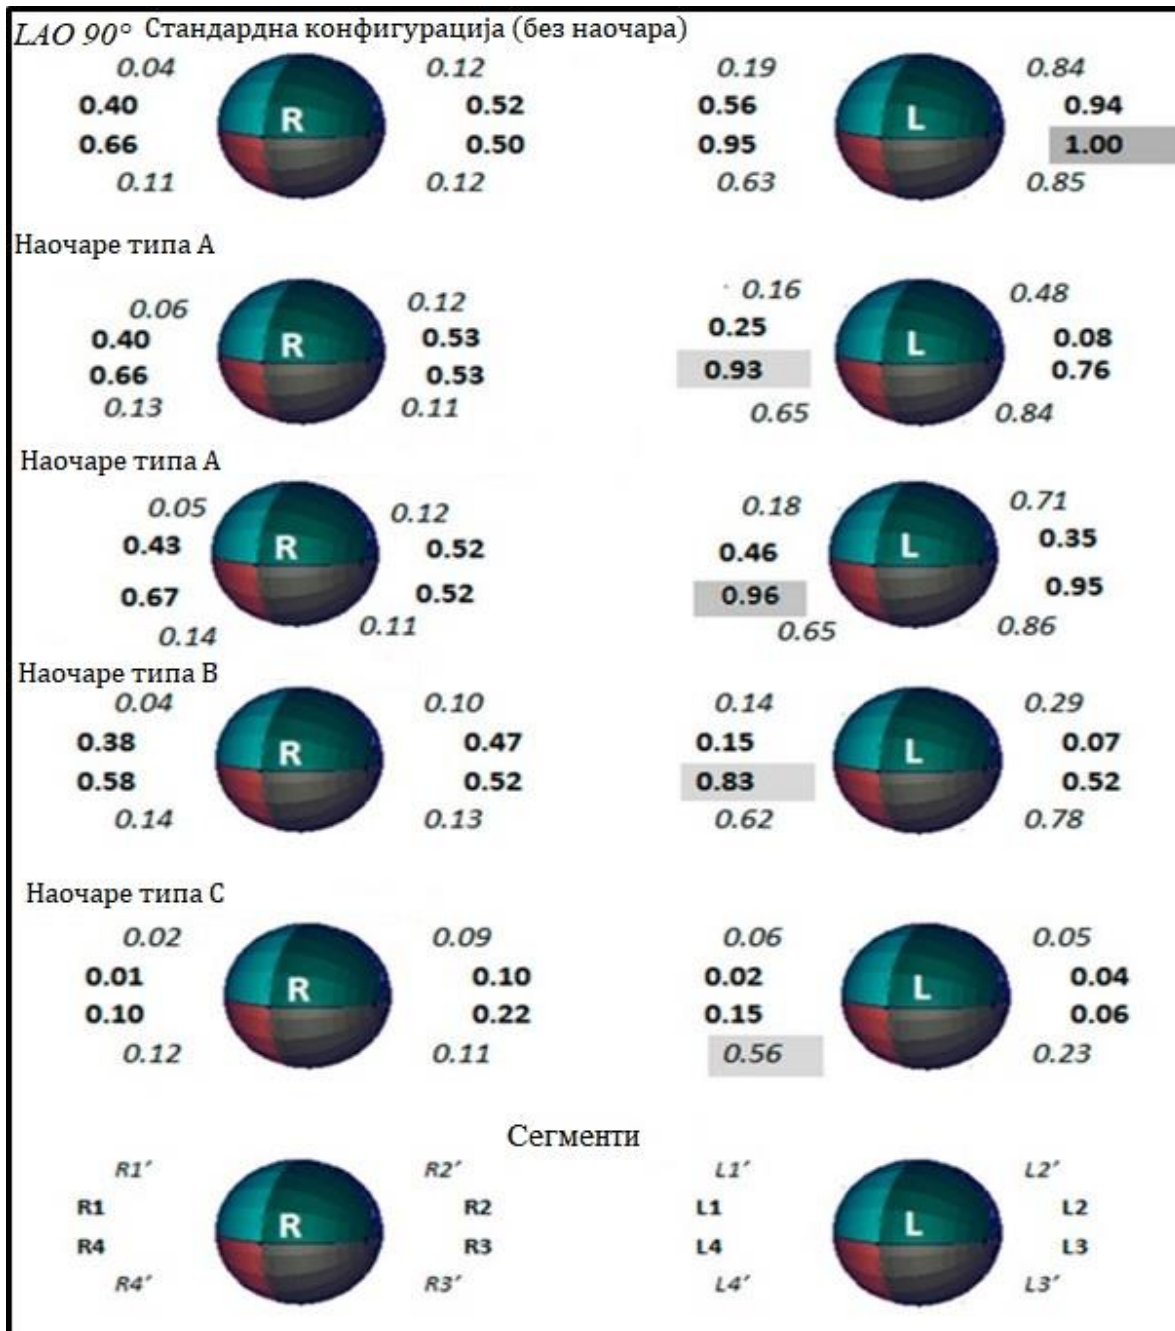 LAO 90° Стандардна конфигурација (без наочара)
0.04 0.12 0.19 0.84
0.40 R 0.52 0.56 L 0.94
0.66 0.50 0.95 1.00
0.11 0.12 0.63 0.85
Наочаре типа А
0.06 0.12 0.16 0.48
0.40 R 0.53 0.25 L 0.08
0.66 0.53 0.93 0.76
0.13 0.11 0.65 0.84
Наочаре типа А
0.05 0.12 0.18 0.71
0.43 R 0.52 0.46 L 0.35
0.67 0.52 0.96 0.95
0.14 0.11 0.65 0.86
Наочаре типа В
0.04 0.10 0.14 0.29
0.38 R 0.47 0.15 L 0.07
0.58 0.52 0.83 0.52
0.14 0.13 0.62 0.78
Наочаре типа С
0.02 0.09 0.06 0.05
0.01 R 0.10 0.02 L 0.04
0.10 0.22 0.15 0.06
0.12 0.11 0.56 0.23
Сегменти
R1′ R2′ L1′ L2′
R1 R R2 L1 L L2
R4 R3 L4 L3
R4′ R3′ L4′ L3′